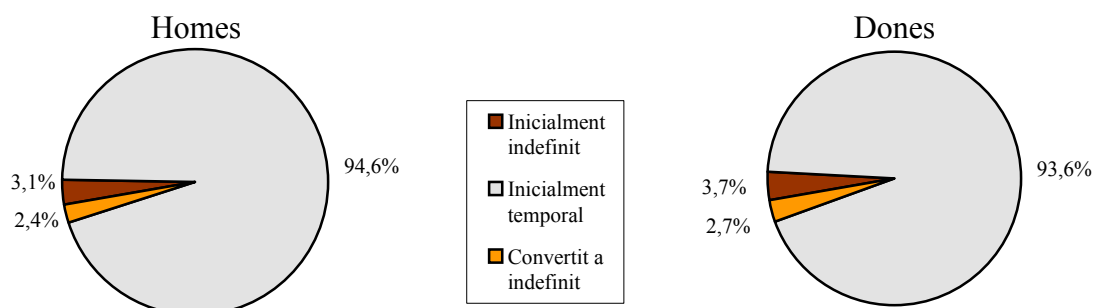 Homes
Dones
94,6%
3,1%
2,4%
Inicialment
indefinit
Inicialment
temporal
Convertit a
indefinit
93,6%
3,7%
2,7%